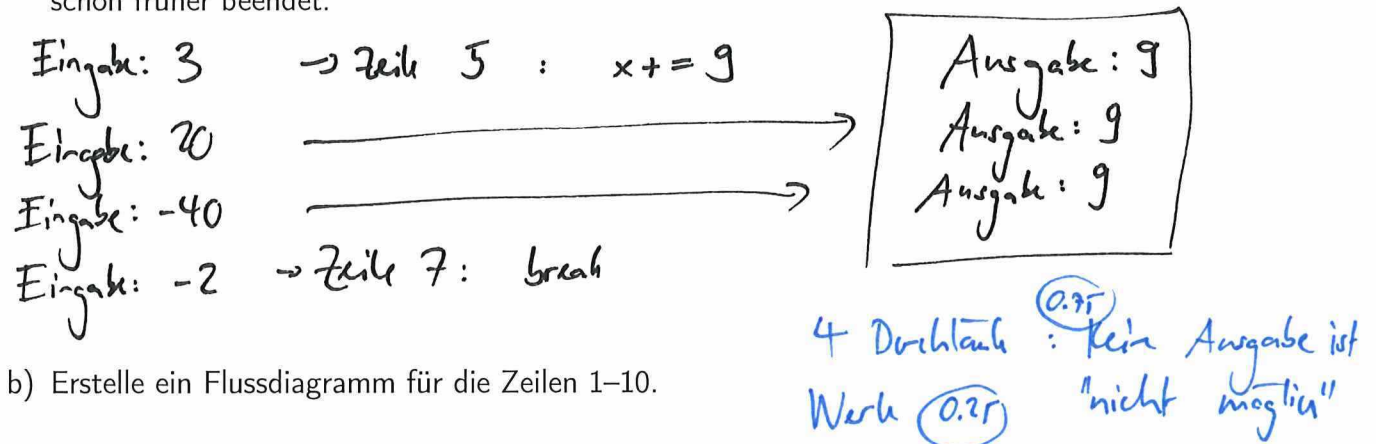 schon früher beendet.
Eingabe: 3 → Zeile 5 : x += 9
Ausgabe: 9
Eingabe: 20
Ausgabe: 9
Eingabe: -40
Ausgabe: 9
Eingabe: -2 → Zeile 7: break
0.75
4 Durchläufe : Kein Ausgabe ist
Werte 0.25 "nicht möglich"
b) Erstelle ein Flussdiagramm für die Zeilen 1–10.